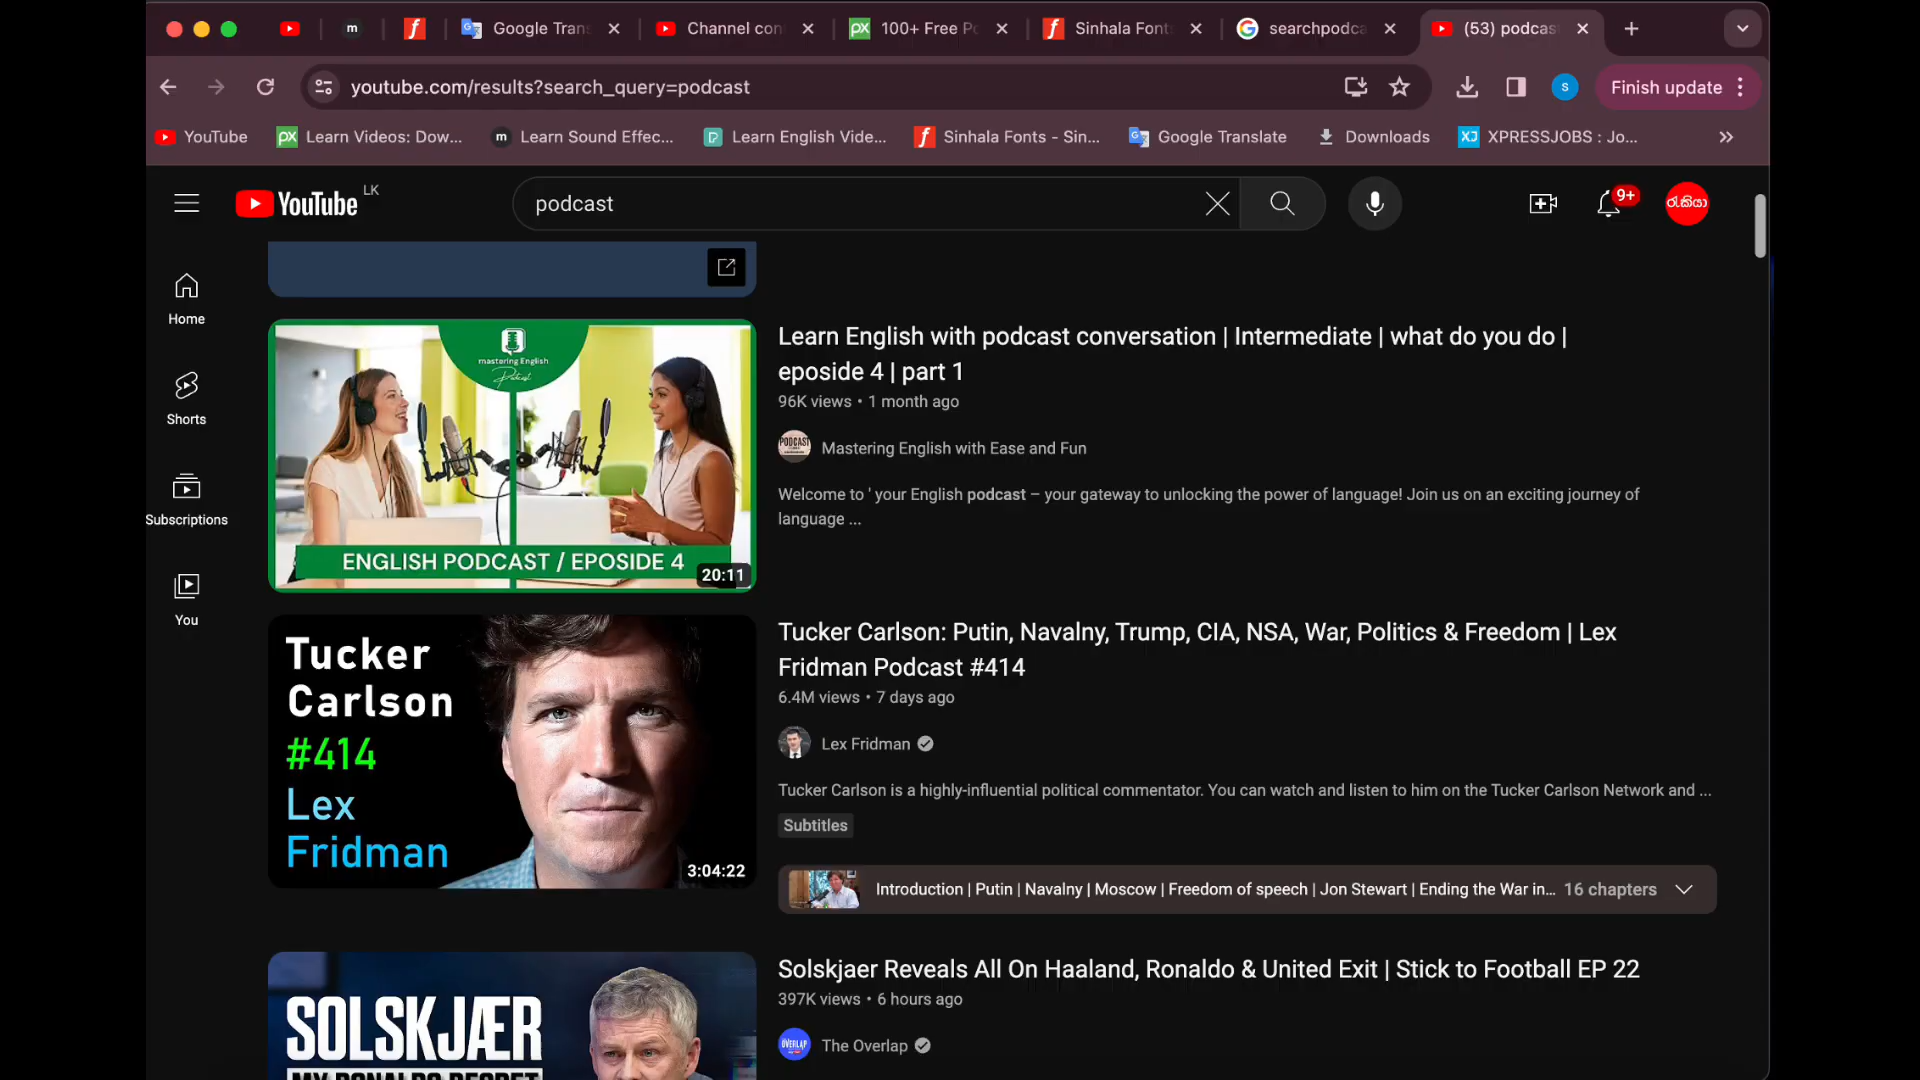 Google Tran
Channel con
100+ Free P
Sinhala Font
searchpodca
(53) podcas
youtube.com/results?search_query=podcast
S
Finish update
YouTube
Learn Videos: Dow...
Learn Sound Effec...
Learn English Vide...
Sinhala Fonts - Sin...
Google Translate
Downloads
XPRESSJOBS : Jo...
YouTube LK
podcast
9+
රැකියා
Home
Shorts
Subscriptions
You
mastering English
Podcast
ENGLISH PODCAST / EPOSIDE 4
20:11
Learn English with podcast conversation | Intermediate | what do you do |
eposide 4 | part 1
96K views • 1 month ago
PODCAST
Mastering English with Ease and Fun
Welcome to ' your English podcast – your gateway to unlocking the power of language! Join us on an exciting journey of
language ...
Tucker
Carlson
#414
Lex
Fridman
3:04:22
Tucker Carlson: Putin, Navalny, Trump, CIA, NSA, War, Politics & Freedom | Lex
Fridman Podcast #414
6.4M views • 7 days ago
Lex Fridman
Tucker Carlson is a highly-influential political commentator. You can watch and listen to him on the Tucker Carlson Network and ...
Subtitles
Introduction | Putin | Navalny | Moscow | Freedom of speech | Jon Stewart | Ending the War in... 16 chapters
SOLSKJÆR
MY RONALDO REGRET
Solskjaer Reveals All On Haaland, Ronaldo & United Exit | Stick to Football EP 22
397K views • 6 hours ago
OVERLAP
The Overlap